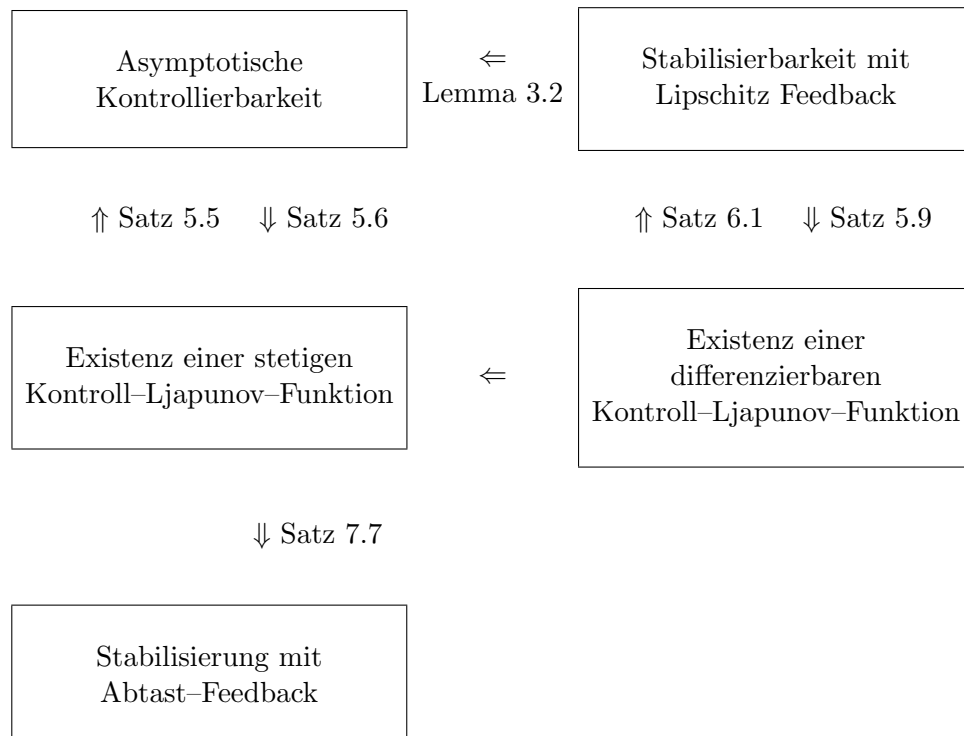 Asymptotische
Kontrollierbarkeit
⇐
Lemma 3.2
Stabilisierbarkeit mit
Lipschitz Feedback
⇑ Satz 5.5 ⇓ Satz 5.6
⇑ Satz 6.1 ⇓ Satz 5.9
Existenz einer stetigen
Kontroll–Ljapunov–Funktion
⇐
Existenz einer
differenzierbaren
Kontroll–Ljapunov–Funktion
⇓ Satz 7.7
Stabilisierung mit
Abtast–Feedback